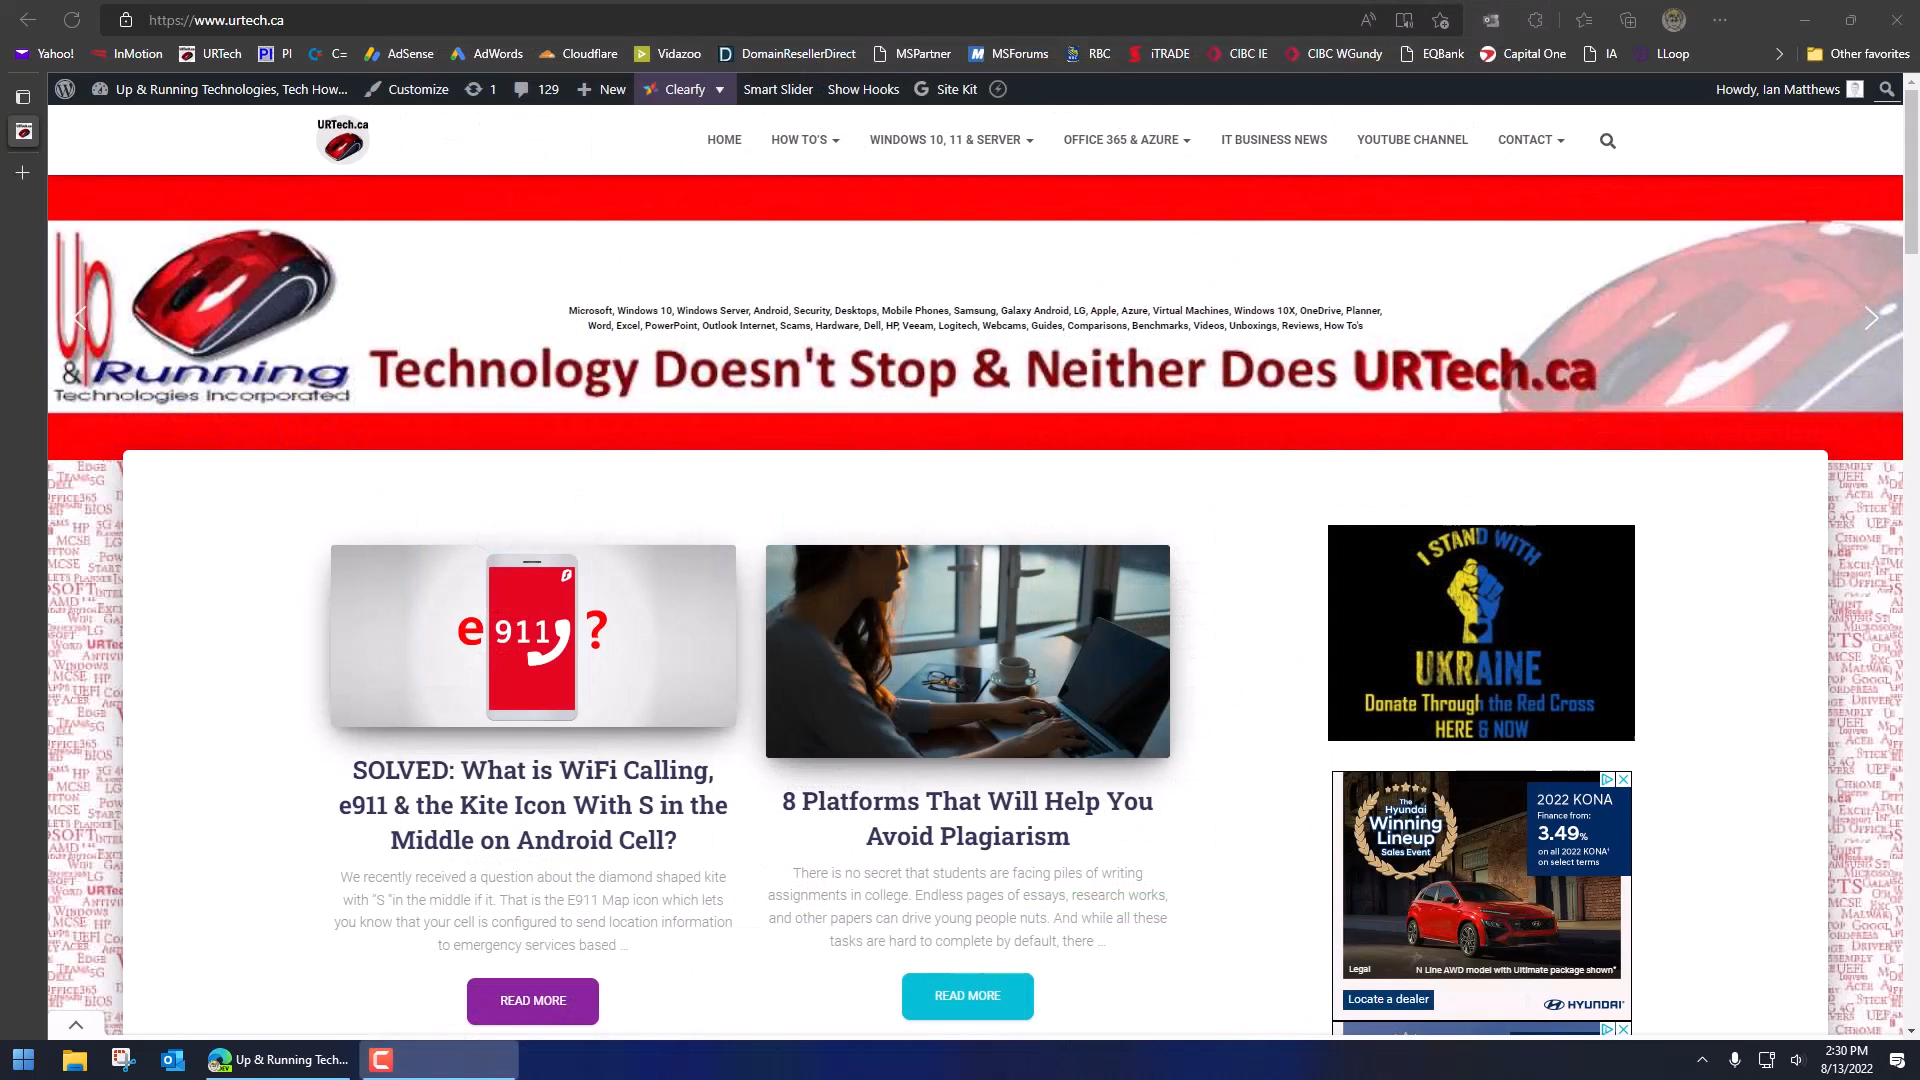 https://www.urtech.ca
Yahoo! InMotion URTech PI C= AdSense AdWords Cloudflare Vidazoo DomainResellerDirect MSPartner MSForums RBC iTRADE CIBC IE CIBC WGundy EQBank Capital One IA LLoop Other favorites
Up & Running Technologies, Tech How... Customize 1 129 New Clearfy Smart Slider Show Hooks Site Kit Howdy, Ian Matthews
URTech.ca
HOME HOW TO'S WINDOWS 10, 11 & SERVER OFFICE 365 & AZURE IT BUSINESS NEWS YOUTUBE CHANNEL CONTACT
Up
& Running
Technologies Incorporated
Microsoft, Windows 10, Windows Server, Android, Security, Desktops, Mobile Phones, Samsung, Galaxy Android, LG, Apple, Azure, Virtual Machines, Windows 10X, OneDrive, Planner,
Word, Excel, PowerPoint, Outlook Internet, Scams, Hardware, Dell, HP, Veeam, Logitech, Webcams, Guides, Comparisons, Benchmarks, Videos, Unboxings, Reviews, How To's
Technology Doesn't Stop & Neither Does URTech.ca
e 911 ?
SOLVED: What is WiFi Calling,
e911 & the Kite Icon With S in the
Middle on Android Cell?
We recently received a question about the diamond shaped kite
with "S "in the middle if it. That is the E911 Map icon which lets
you know that your cell is configured to send location information
to emergency services based ...
READ MORE
8 Platforms That Will Help You
Avoid Plagiarism
There is no secret that students are facing piles of writing
assignments in college. Endless pages of essays, research works,
and other papers can drive young people nuts. And while all these
tasks are hard to complete by default, there ...
READ MORE
I STAND WITH
UKRAINE
Donate Through the Red Cross
HERE & NOW
The
Hyundai
Winning
Lineup
Sales Event
2022 KONA
Finance from:
3.49%
on all 2022 KONA
on select terms
Legal N Line AWD model with Ultimate package shown*
Locate a dealer HYUNDAI
Up & Running Tech...
2:30 PM
8/13/2022